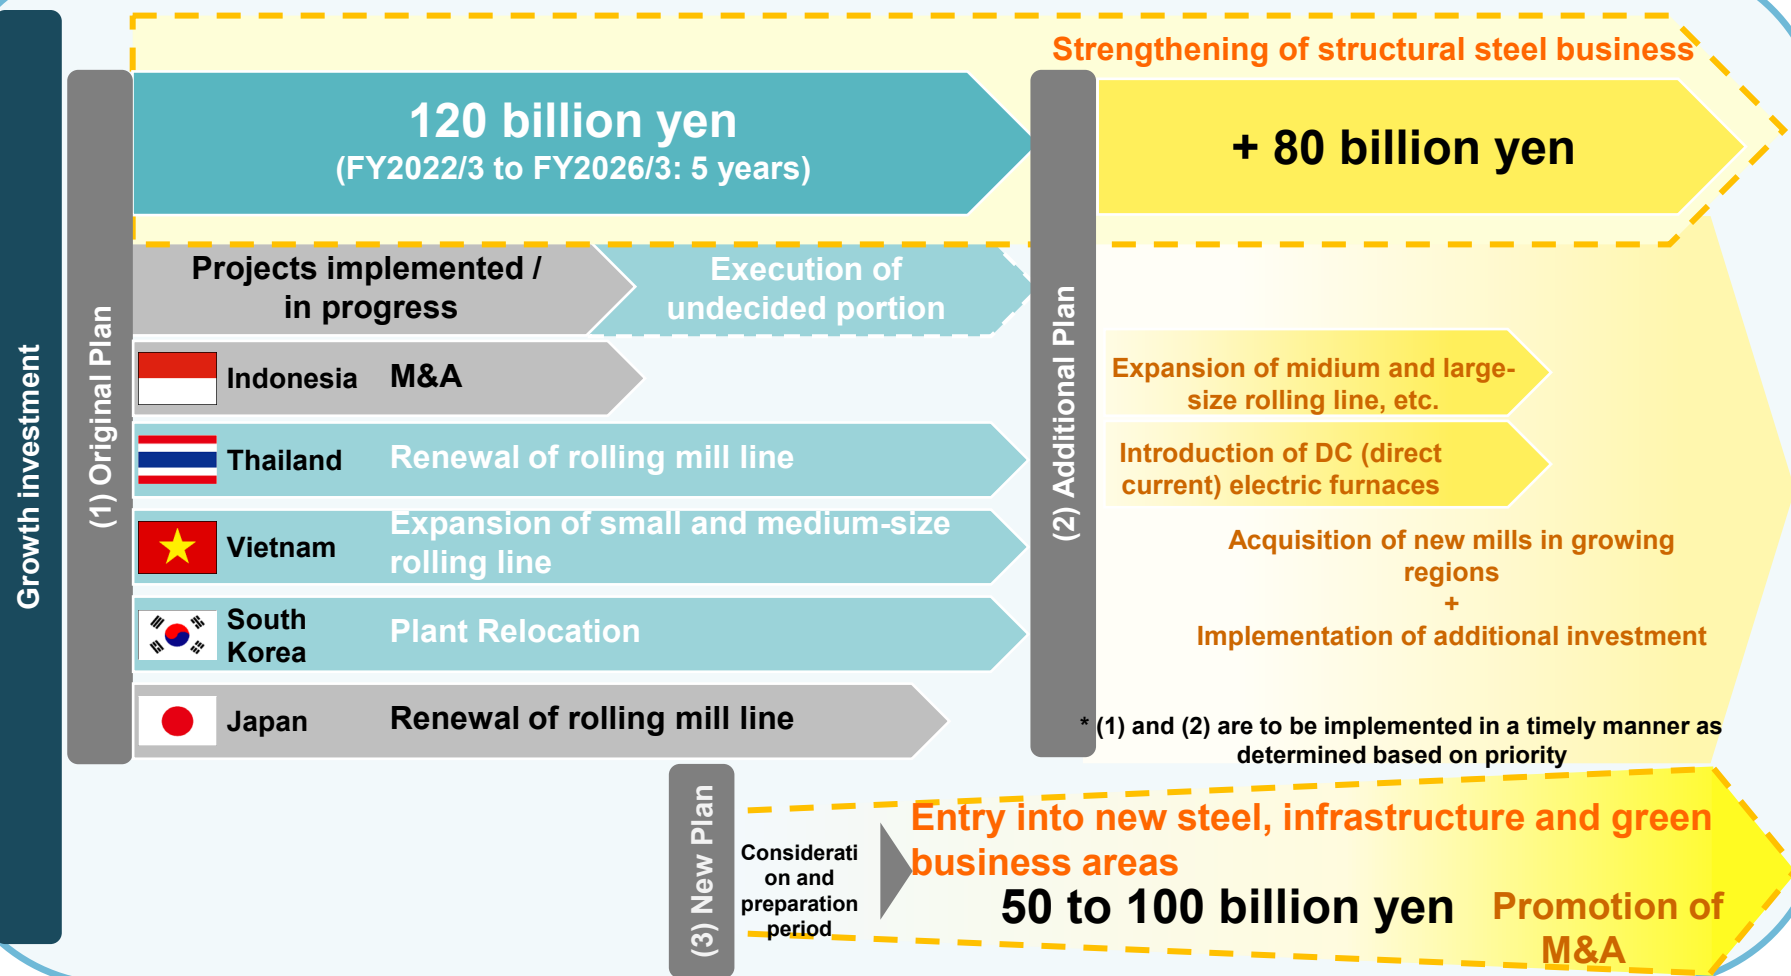 Growth investment
(1) Original Plan
Strengthening of structural steel business
120 billion yen
(FY2022/3 to FY2026/3: 5 years)
+ 80 billion yen
Projects implemented /
in progress
Execution of
undecided portion
Indonesia M&A
Thailand Renewal of rolling mill line
Vietnam
Expansion of small and medium-size
rolling line
South
Korea
Plant Relocation
Japan Renewal of rolling mill line
(2) Additional Plan
Expansion of midium and large-
size rolling line, etc.
Introduction of DC (direct
current) electric furnaces
Acquisition of new mills in growing
regions
+
Implementation of additional investment
* (1) and (2) are to be implemented in a timely manner as
determined based on priority
(3) New Plan
Considerati
on and
preparation
period
Entry into new steel, infrastructure and green
business areas
50 to 100 billion yen
Promotion of
M&A